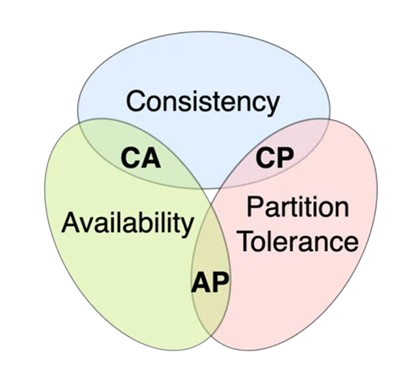 Consistency
CA
CP
Availability
Partition
Tolerance
AP